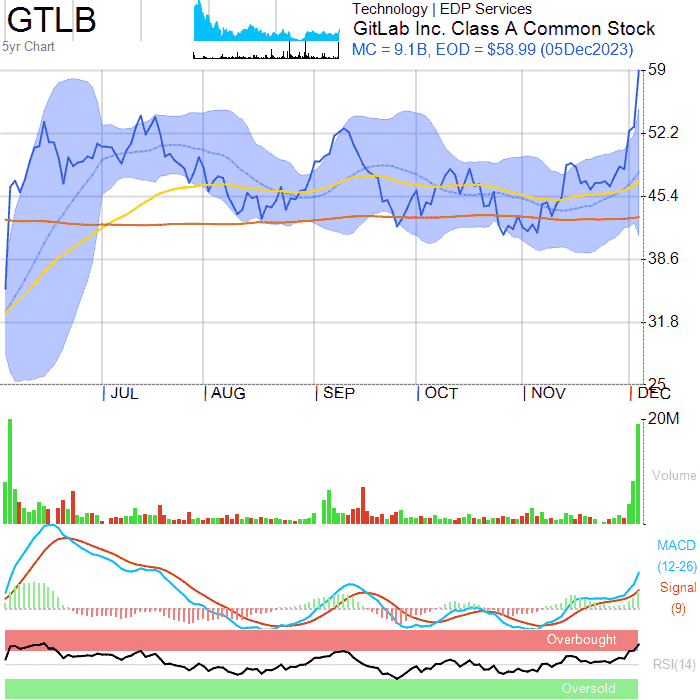 GTLB
5yr Chart
Technology | EDP Services
GitLab Inc. Class A Common Stock
MC = 9.1B, EOD = $58.99 (05Dec2023)
59
52.2
45.4
38.6
31.8
25
JUL AUG SEP OCT NOV DEC
20M
Volume
MACD
(12-26)
Signal
(9)
Overbought
RSI(14)
Oversold